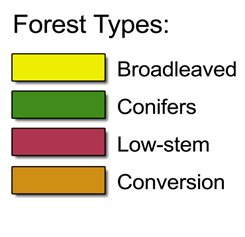 Forest Types:
Broadleaved
Conifers
Low-stem
Conversion